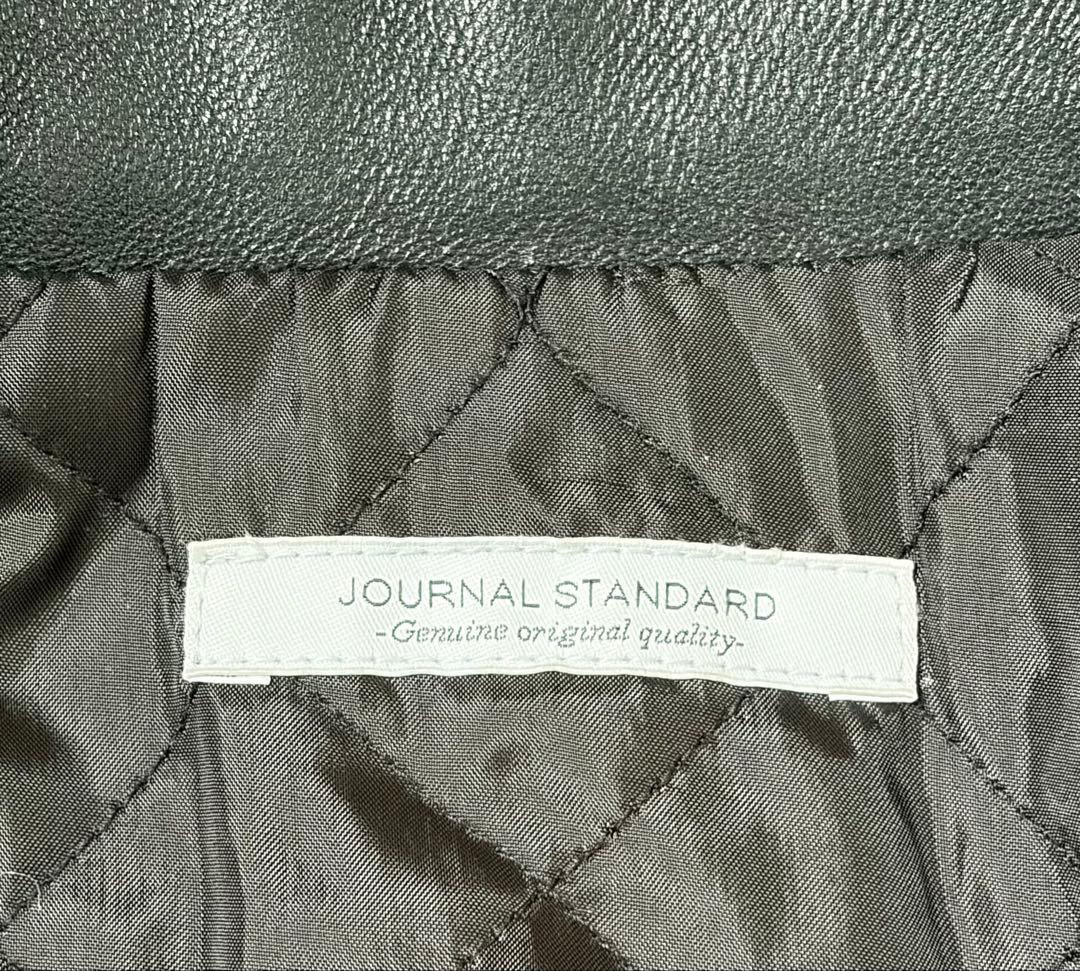 JOURNAL STANDARD
-Genuine original quality-